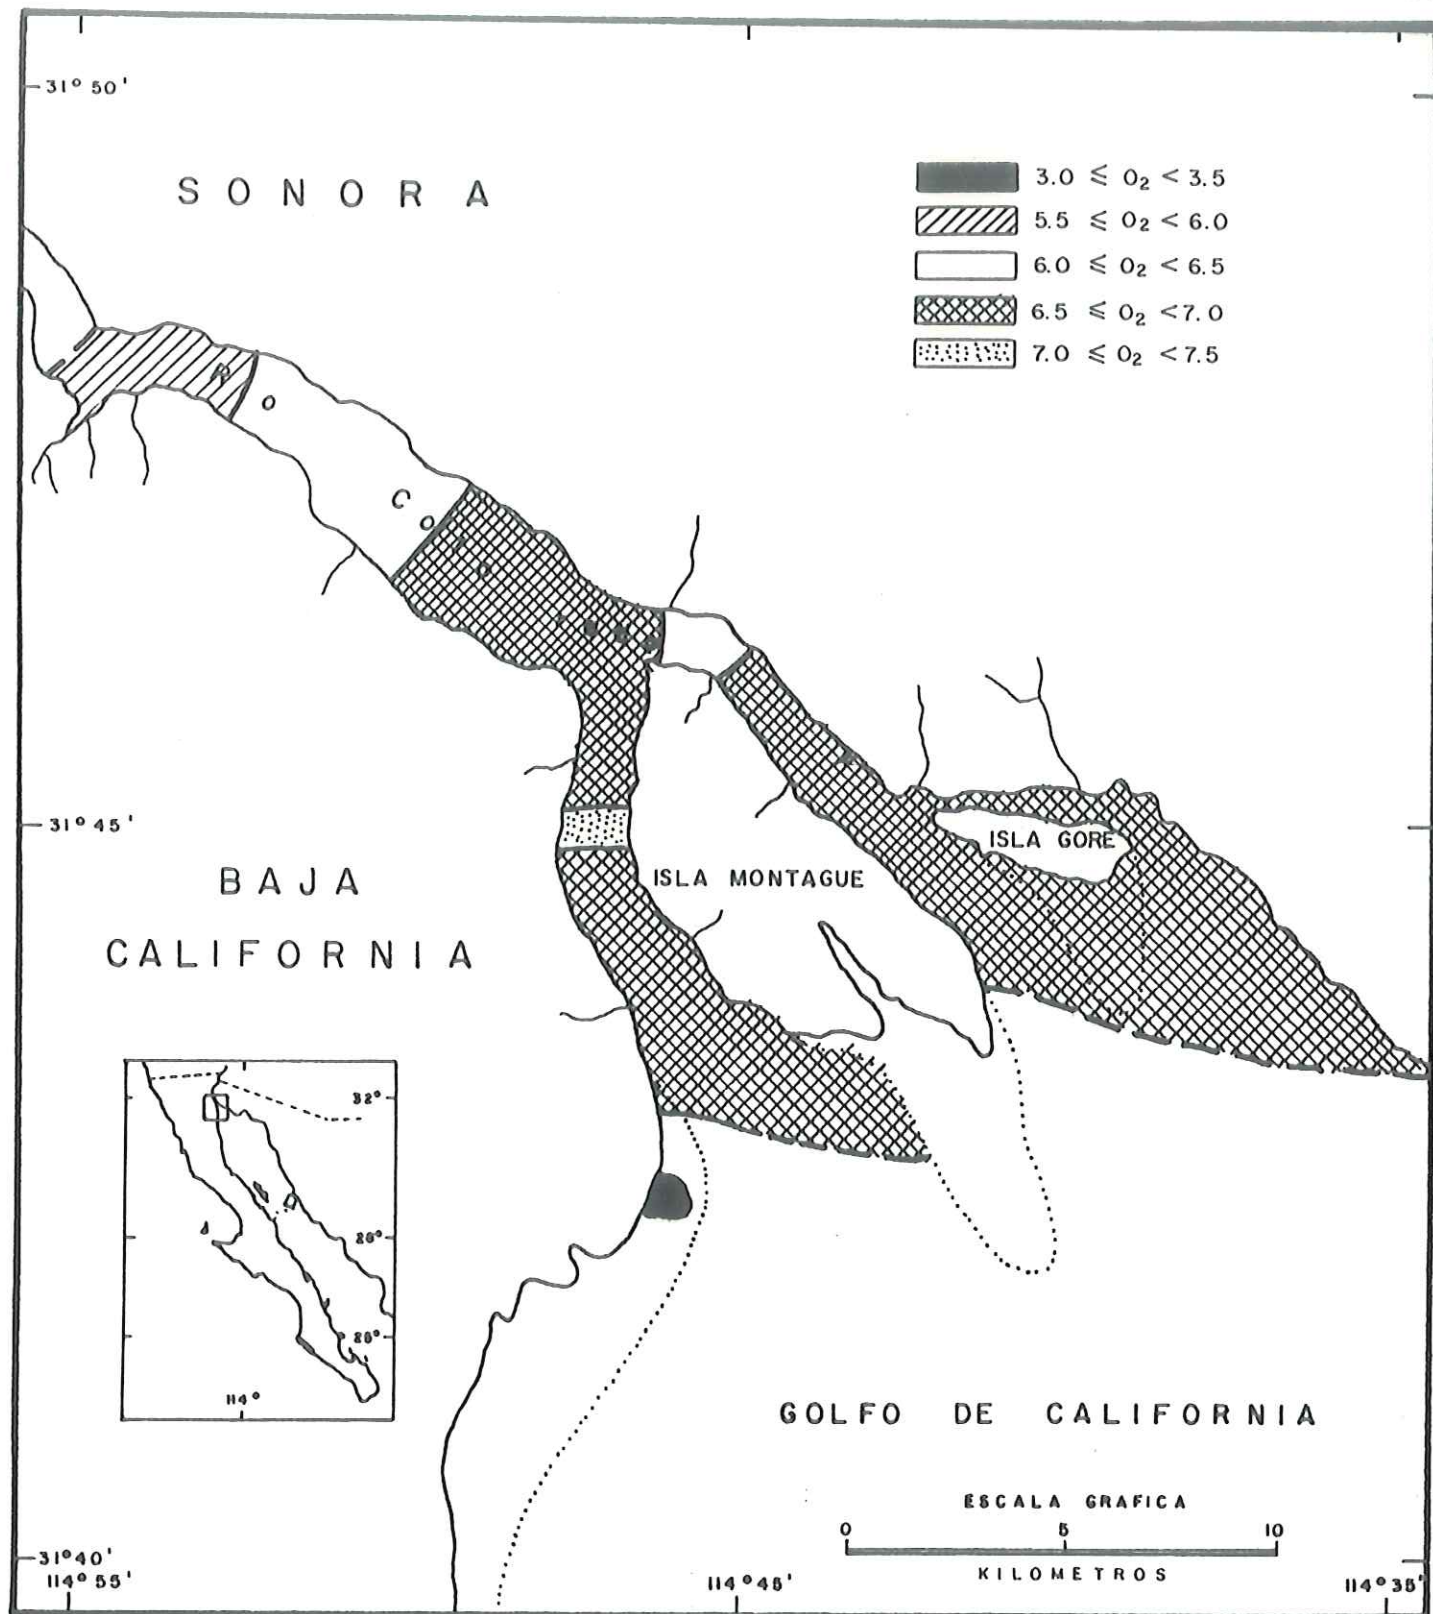 31° 50'
SONORA
3.0 ≤ O₂ < 3.5
5.5 ≤ O₂ < 6.0
6.0 ≤ O₂ < 6.5
6.5 ≤ O₂ < 7.0
7.0 ≤ O₂ < 7.5
31° 45'
ISLA GORE
ISLA MONTAGUE
BAJA
CALIFORNIA
32°
28°
114°
GOLFO DE CALIFORNIA
ESCALA GRAFICA
0 5 10
KILOMETROS
31° 40'
114° 55' 114° 45' 114° 35'